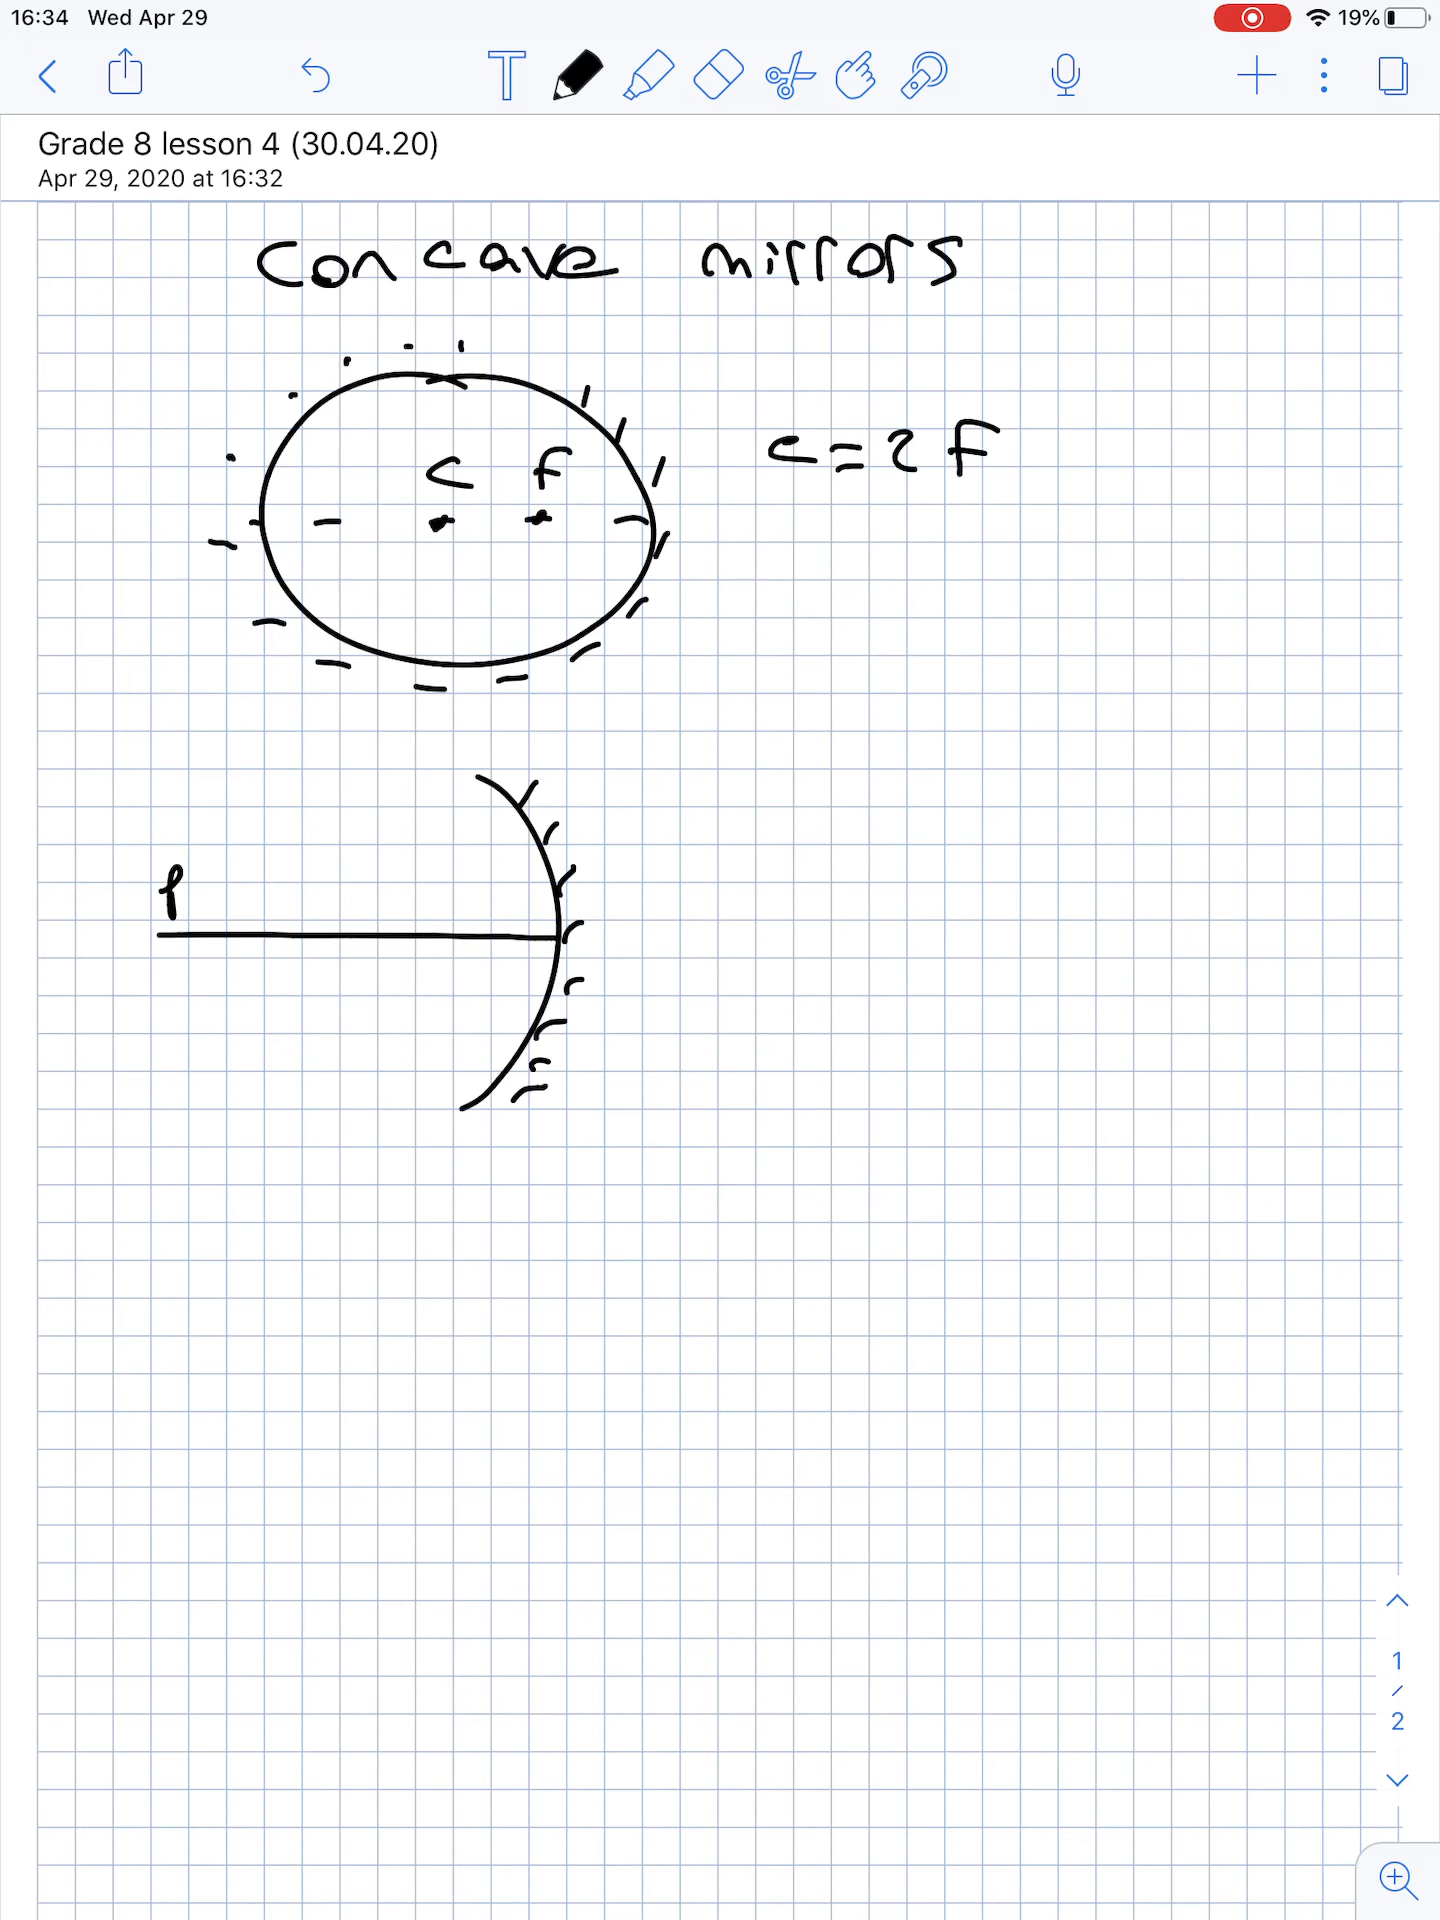 16:34 Wed Apr 29 19%
T
Grade 8 lesson 4 (30.04.20)
Apr 29, 2020 at 16:32
Concave mirrors
C F
C = 2 F
1
/
2